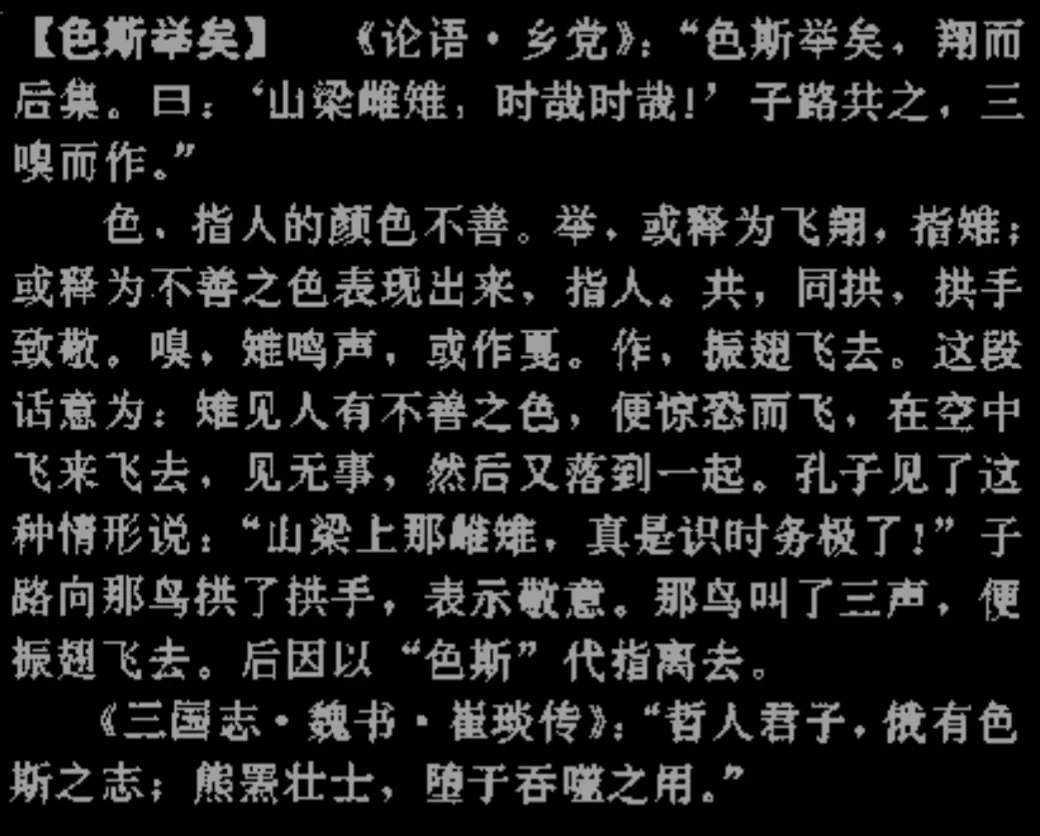 【色斯举矣】 《论语·乡党》：“色斯举矣，翔而
后集。曰：‘山梁雌雉，时哉时哉！’子路共之，三
嗅而作。”
色、指人的颜色不善。举，或释为飞翔，指雉；
或释为不善之色表现出来，指人。共，同拱，拱手
致敬。嗅，雉鸣声，或作戛。作，振翅飞去。这段
话意为：雉见人有不善之色，便惊恐而飞，在空中
飞来飞去，见无事，然后又落到一起。孔子见了这
种情形说：“山梁上那雌雉，真是识时务极了！”子
路向那鸟拱了拱手，表示敬意。那鸟叫了三声，便
振翅飞去。后因以“色斯”代指离去。
《三国志·魏书·崔琰传》：“哲人君子，俄有色
斯之志；熊罴壮士，堕于吞噬之用。”